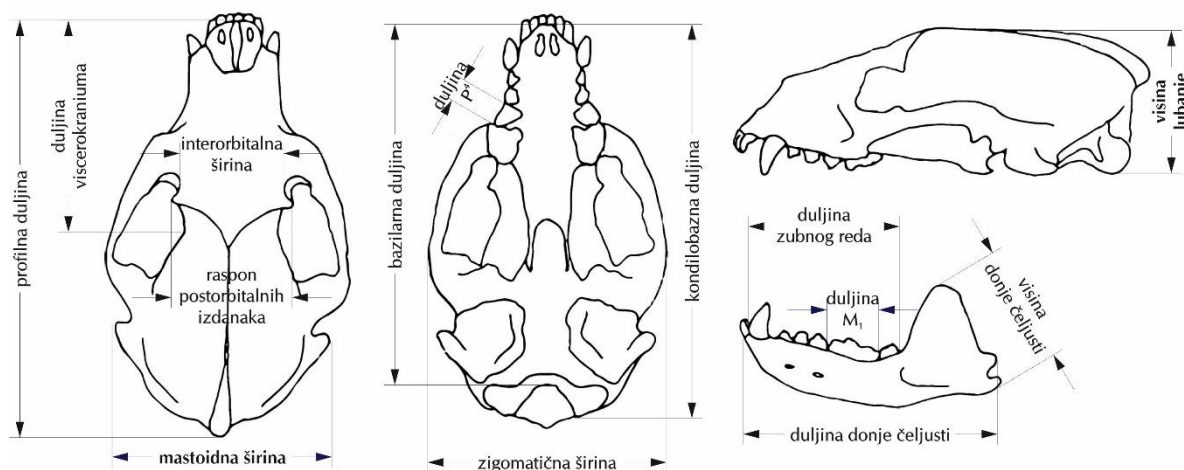 profilna duljina
duljina
viscerokraniuma
interorbitalna
širina
raspon
postorbitalnih
izdanaka
mastoidna širina
duljina
P⁴
bazilarna duljina
kondilobazna duljina
zigomatična širina
visina
lubanje
duljina
zubnog reda
duljina
M₁
visina
donje čeljusti
duljina donje čeljusti